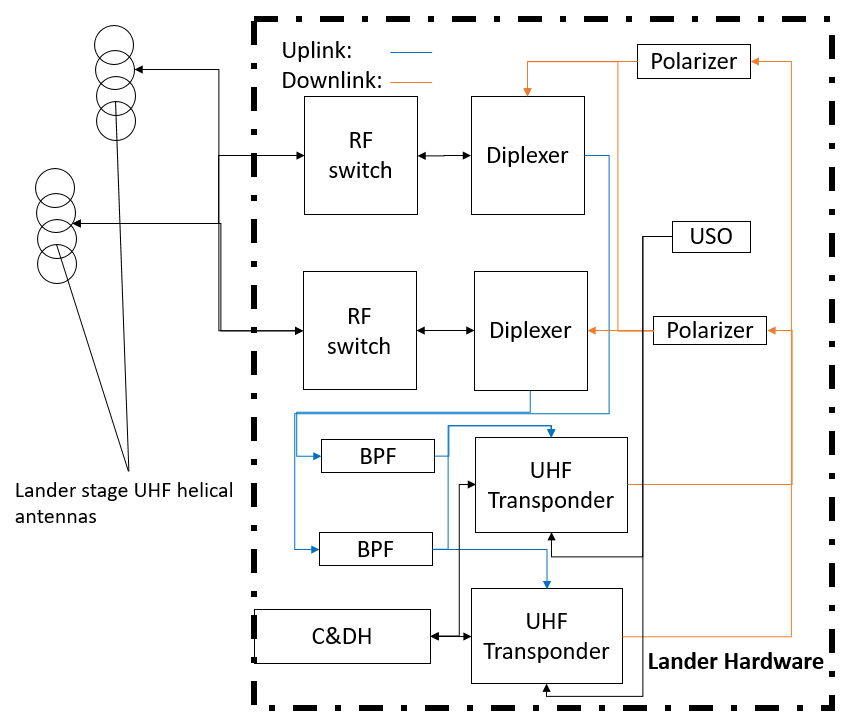 Uplink:
Downlink:
Polarizer
RF
switch
Diplexer
USO
RF
switch
Diplexer
Polarizer
BPF
UHF
Transponder
Lander stage UHF helical
antennas
BPF
C&DH
UHF
Transponder
Lander Hardware